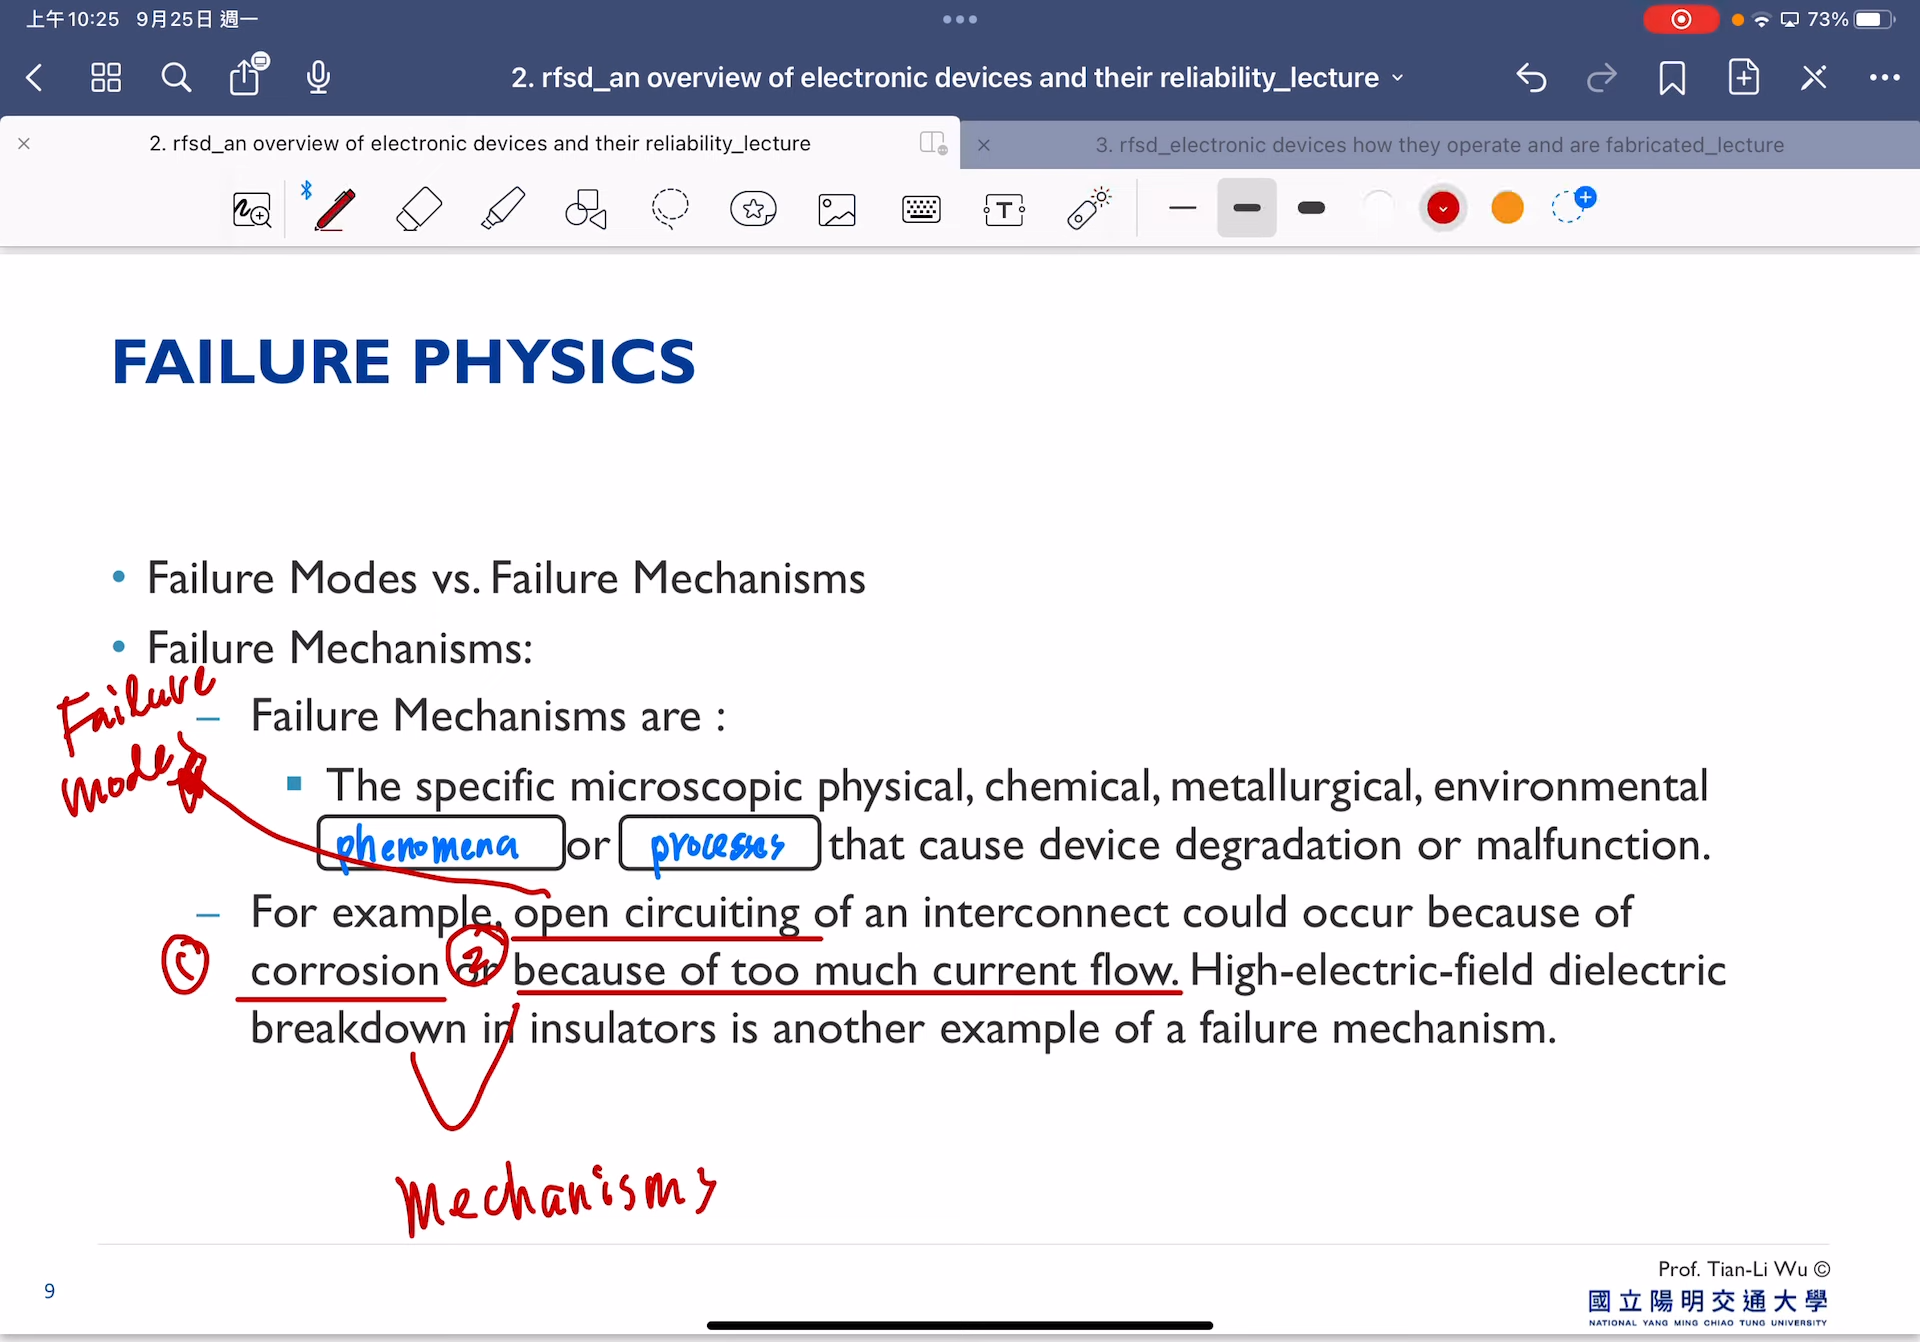 上午10:25 9月25日 週一
73%
2. rfsd_an overview of electronic devices and their reliability_lecture
2. rfsd_an overview of electronic devices and their reliability_lecture
3. rfsd_electronic devices how they operate and are fabricated_lecture
T
FAILURE PHYSICS
• Failure Modes vs. Failure Mechanisms
• Failure Mechanisms:
Failure
mode
– Failure Mechanisms are :
▪ The specific microscopic physical, chemical, metallurgical, environmental
phenomena or processes that cause device degradation or malfunction.
– For example, open circuiting of an interconnect could occur because of
corrosion ② or because of too much current flow. High-electric-field dielectric
breakdown in insulators is another example of a failure mechanism.
Mechanisms
9
Prof. Tian-Li Wu ©
國立陽明交通大學
NATIONAL YANG MING CHIAO TUNG UNIVERSITY